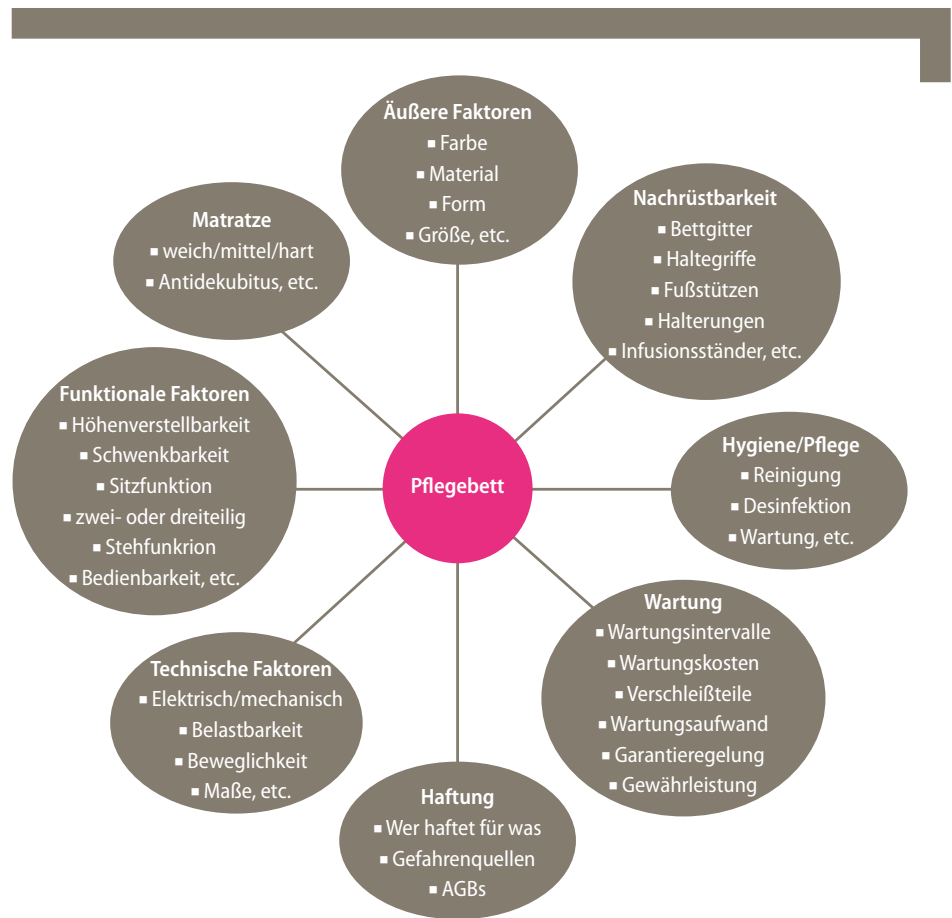 Äußere Faktoren
▪ Farbe
▪ Material
▪ Form
▪ Größe, etc.
Nachrüstbarkeit
▪ Bettgitter
▪ Haltegriffe
▪ Fußstützen
▪ Halterungen
▪ Infusionsständer, etc.
Hygiene/Pflege
▪ Reinigung
▪ Desinfektion
▪ Wartung, etc.
Wartung
▪ Wartungsintervalle
▪ Wartungskosten
▪ Verschleißteile
▪ Wartungsaufwand
▪ Garantieregelung
▪ Gewährleistung
Haftung
▪ Wer haftet für was
▪ Gefahrenquellen
▪ AGBs
Technische Faktoren
▪ Elektrisch/mechanisch
▪ Belastbarkeit
▪ Beweglichkeit
▪ Maße, etc.
Funktionale Faktoren
▪ Höhenverstellbarkeit
▪ Schwenkbarkeit
▪ Sitzfunktion
▪ zwei- oder dreiteilig
▪ Stehfunkrion
▪ Bedienbarkeit, etc.
Matratze
▪ weich/mittel/hart
▪ Antidekubitus, etc.
Pflegebett